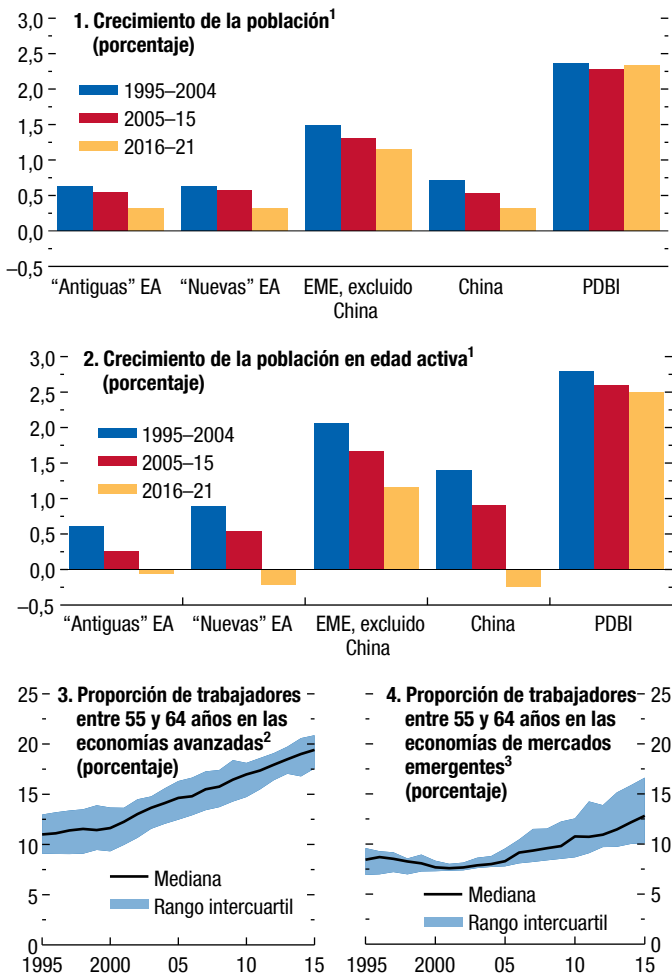 1. Crecimiento de la población1
(porcentaje)
3,0
2,5
2,0
1,5
1,0
0,5
0,0
–0,5
1995–2004
2005–15
2016–21
“Antiguas” EA
“Nuevas” EA
EME, excluido
China
China
PDBI
2. Crecimiento de la población en edad activa1
(porcentaje)
3,0
2,5
2,0
1,5
1,0
0,5
0,0
–0,5
1995–2004
2005–15
2016–21
“Antiguas” EA
“Nuevas” EA
EME, excluido
China
China
PDBI
3. Proporción de trabajadores
entre 55 y 64 años en las
economías avanzadas2
(porcentaje)
25
20
15
10
5
0
Mediana
Rango intercuartil
1995
2000
05
10
15
4. Proporción de trabajadores
entre 55 y 64 años en las
economías de mercados
emergentes3
(porcentaje)
25
20
15
10
5
0
Mediana
Rango intercuartil
1995
2000
05
10
15